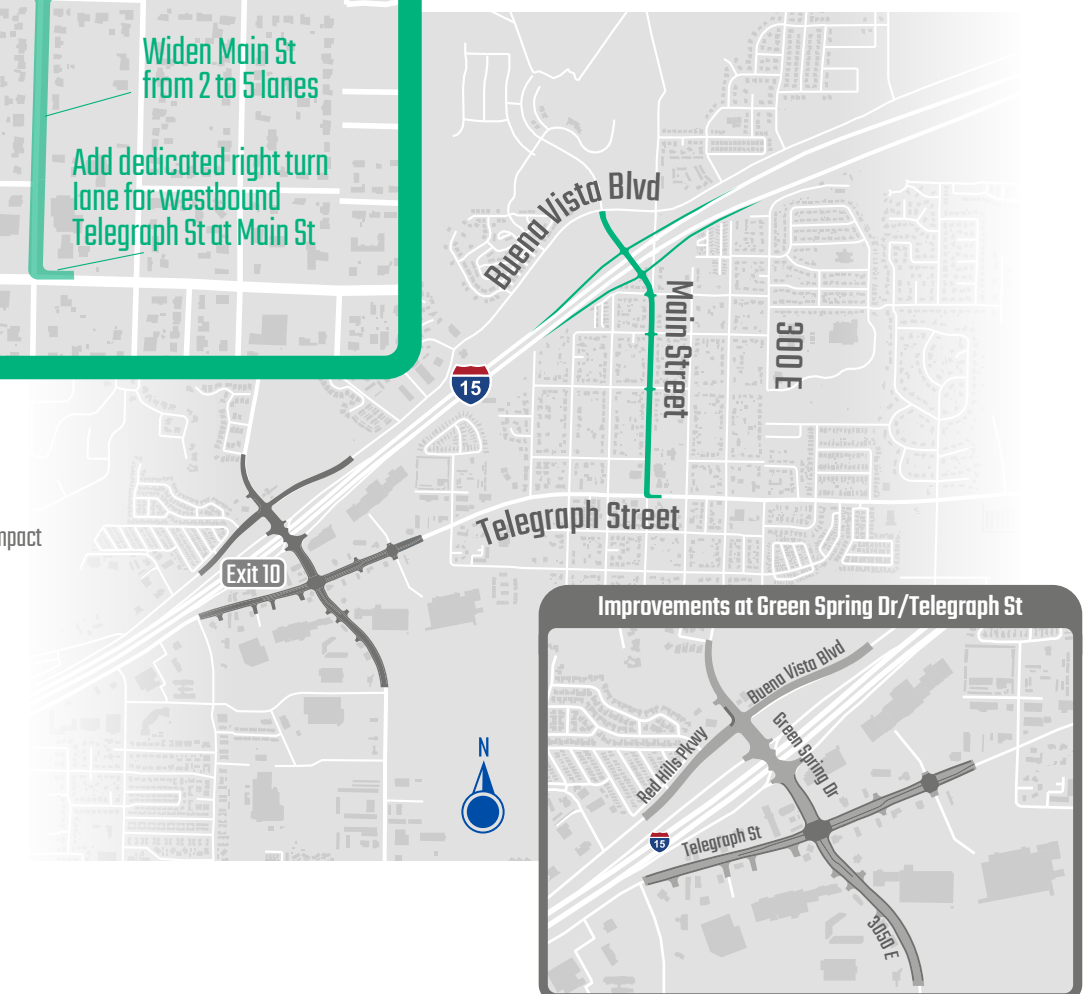 Widen Main St
from 2 to 5 lanes
Add dedicated right turn
lane for westbound
Telegraph St at Main St
Buena Vista Blvd
Main Street
300 E
15
Telegraph Street
Exit 10
N
Improvements at Green Spring Dr/Telegraph St
Buena Vista Blvd
Green Spring Dr
Red Hills Pkwy
15
Telegraph St
3050 E